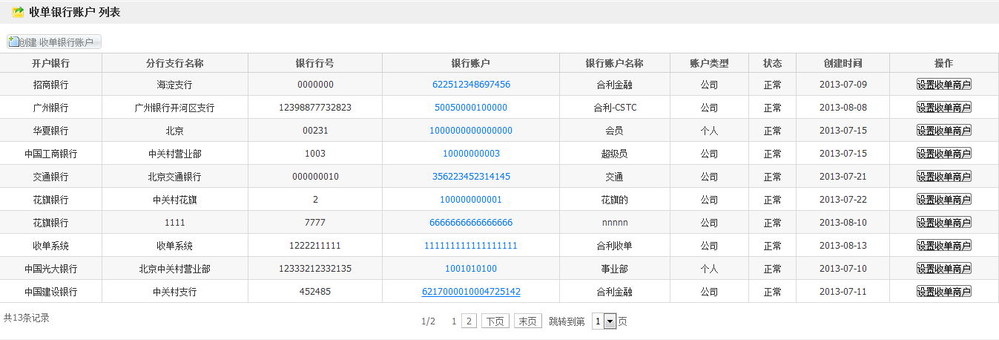 收单银行账户 列表
创建 收单银行账户
开户银行 分行支行名称 银行行号 银行账户 银行账户名称 账户类型 状态 创建时间 操作
招商银行 海淀支行 0000000 622512348697456 合利金融 公司 正常 2013-07-09 设置收单商户
广州银行 广州银行开河区支行 12398877732823 50050000100000 合利-CSTC 公司 正常 2013-08-08 设置收单商户
华夏银行 北京 00231 1000000000000000 会员 个人 正常 2013-07-15 设置收单商户
中国工商银行 中关村营业部 1003 10000000003 超级员 公司 正常 2013-07-15 设置收单商户
交通银行 北京交通银行 000000010 356223452314145 交通 公司 正常 2013-07-21 设置收单商户
花旗银行 中关村花旗 2 100000000001 花旗的 公司 正常 2013-07-22 设置收单商户
花旗银行 1111 7777 6666666666666666 nnnnn 公司 正常 2013-08-10 设置收单商户
收单系统 收单系统 1222211111 111111111111111111 合利收单 公司 正常 2013-08-13 设置收单商户
中国光大银行 北京中关村营业部 12333212332135 1001010100 事业部 个人 正常 2013-07-10 设置收单商户
中国建设银行 中关村支行 452485 6217000010004725142 合利金融 公司 正常 2013-07-11 设置收单商户
共13条记录 1/2 1 2 下页 末页 跳转到第 1 页